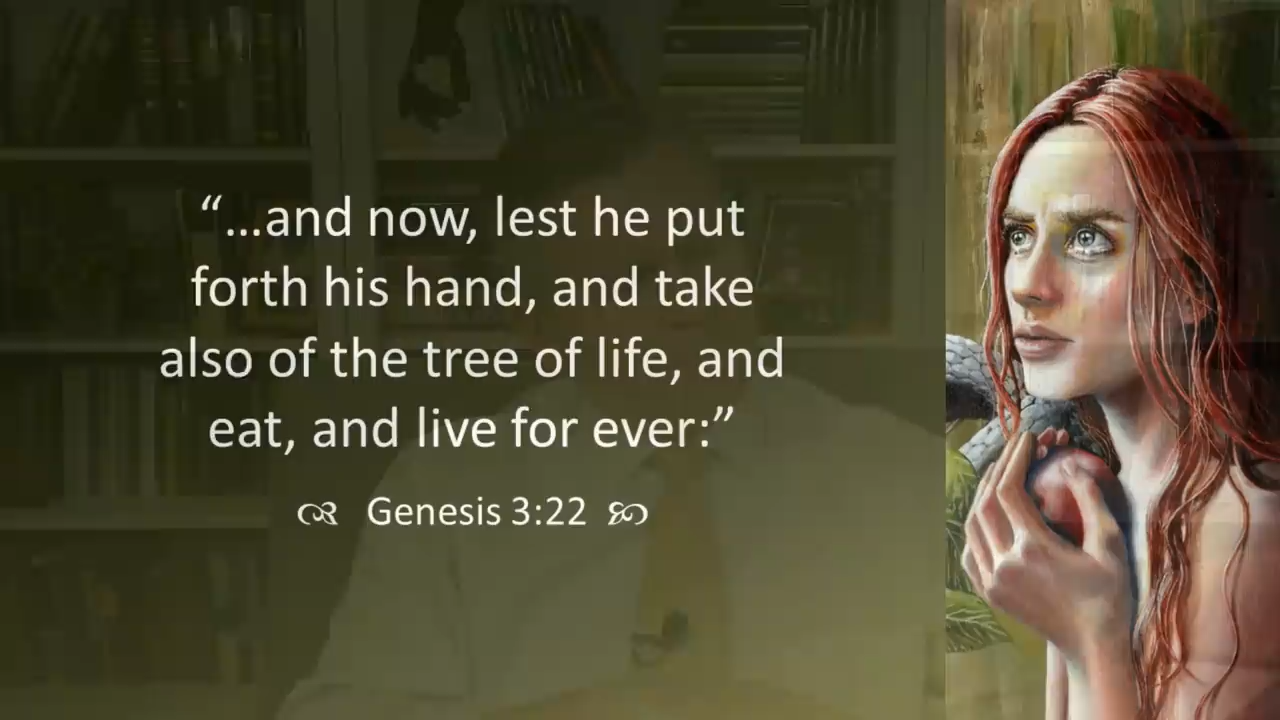 “…and now, lest he put
forth his hand, and take
also of the tree of life, and
eat, and live for ever:”
Genesis 3:22